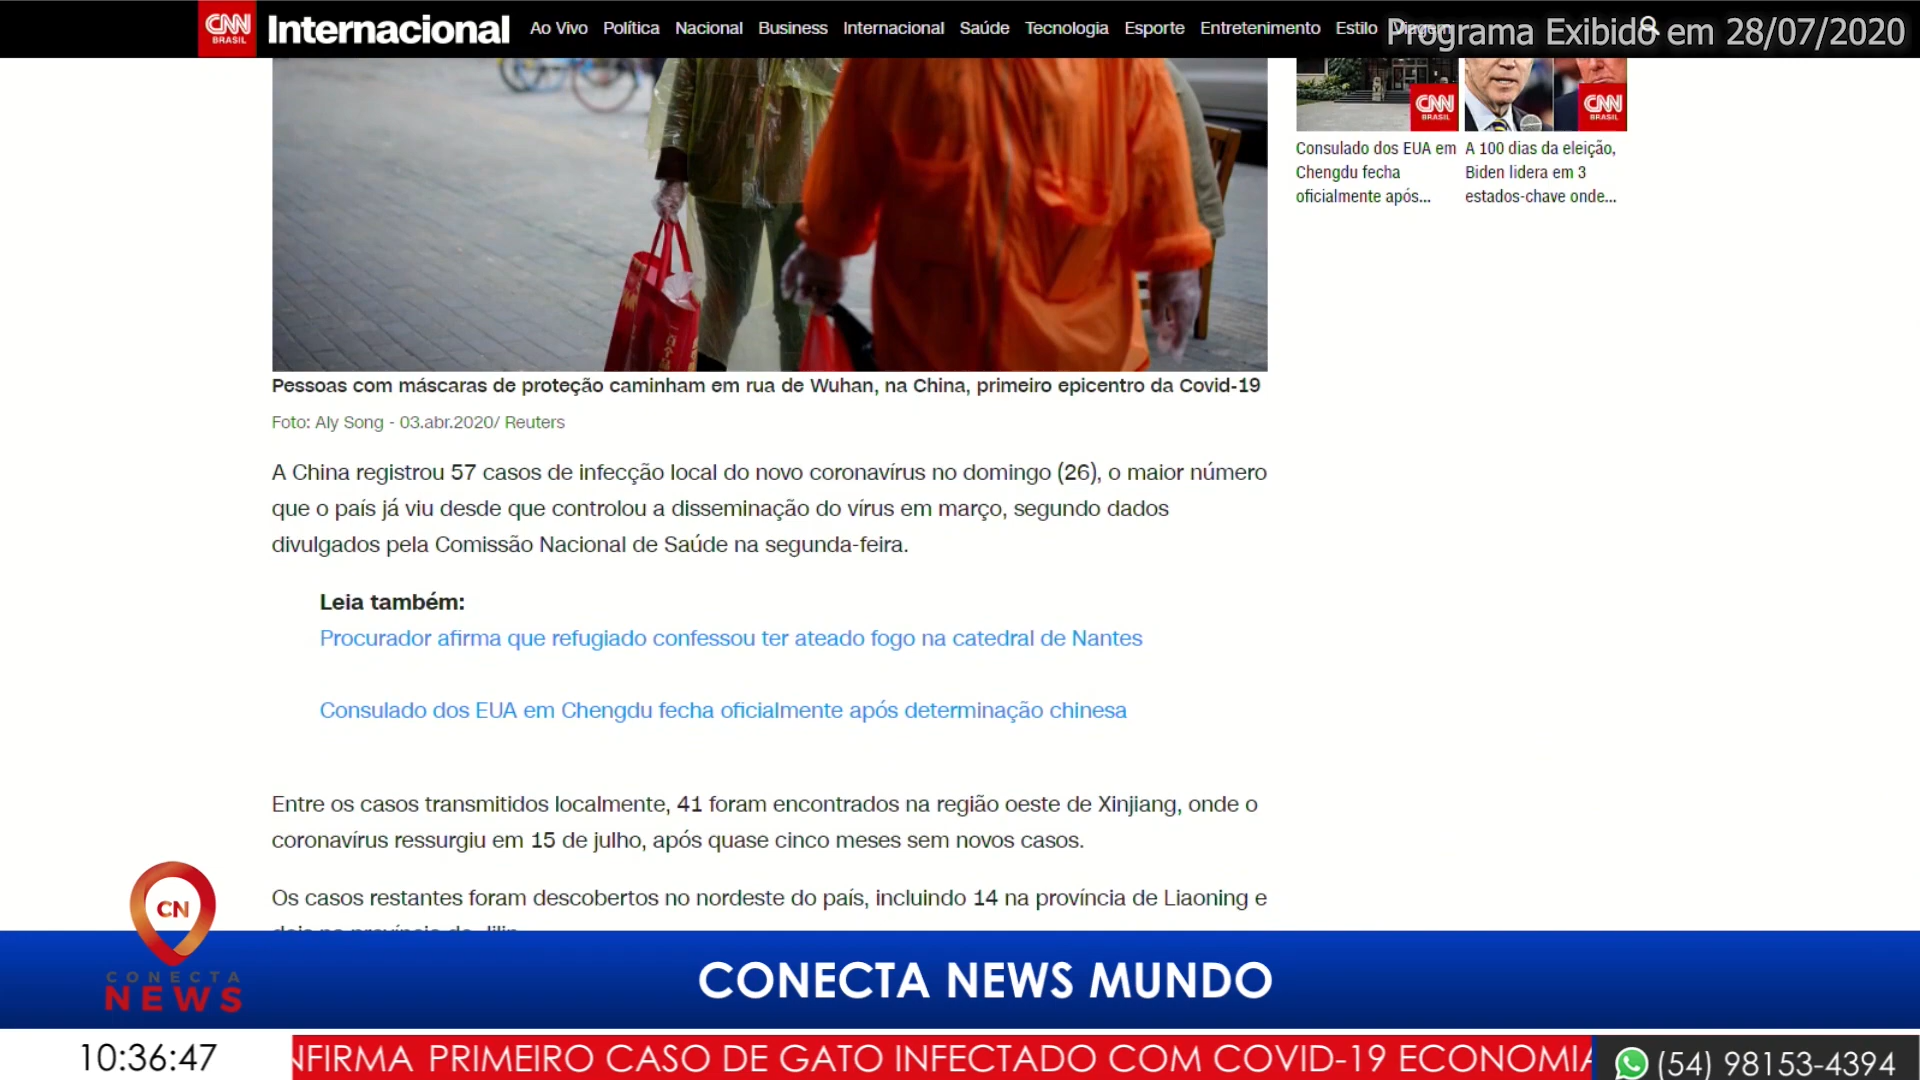 CNN
BRASIL
Internacional
Ao Vivo Política Nacional Business Internacional Saúde Tecnologia Esporte Entretenimento Estilo Viagem
Programa Exibido em 28/07/2020
CNN
BRASIL
CNN
BRASIL
Consulado dos EUA em
Chengdu fecha
oficialmente após...
A 100 dias da eleição,
Biden lidera em 3
estados-chave onde...
Pessoas com máscaras de proteção caminham em rua de Wuhan, na China, primeiro epicentro da Covid-19
Foto: Aly Song - 03.abr.2020/ Reuters
A China registrou 57 casos de infecção local do novo coronavírus no domingo (26), o maior número
que o país já viu desde que controlou a disseminação do vírus em março, segundo dados
divulgados pela Comissão Nacional de Saúde na segunda-feira.
Leia também:
Procurador afirma que refugiado confessou ter ateado fogo na catedral de Nantes
Consulado dos EUA em Chengdu fecha oficialmente após determinação chinesa
Entre os casos transmitidos localmente, 41 foram encontrados na região oeste de Xinjiang, onde o
coronavírus ressurgiu em 15 de julho, após quase cinco meses sem novos casos.
Os casos restantes foram descobertos no nordeste do país, incluindo 14 na província de Liaoning e
dois na província de Jilin
CN
CONECTA
NEWS
CONECTA NEWS MUNDO
10:36:47
NFIRMA PRIMEIRO CASO DE GATO INFECTADO COM COVID-19 ECONOMIA
(54) 98153-4394